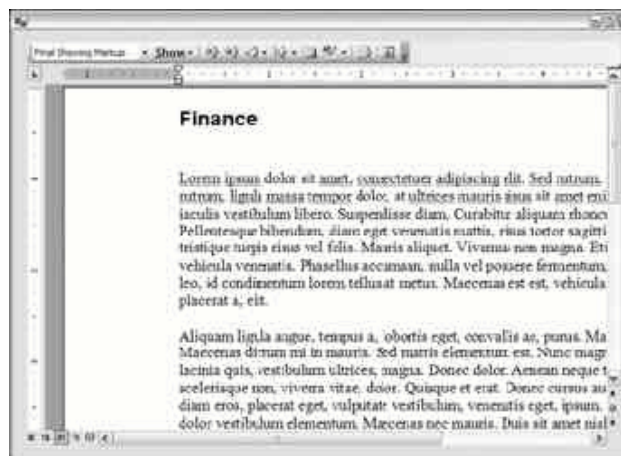 Final Showing Markup Show
Finance
Lorem ipsum dolor sit amet, consectetuer adipiscing elit. Sed rutrum,
rutrum, ligula massa tempor dolor, at ultrices mauris risus sit amet
iaculis vestibulum libero. Suspendisse diam. Curabitur aliquam
Pellentesque bibendum, diam eget venenatis mattis, risus tortor sagitti
tristique turpis risus vel felis. Mauris aliquet. Vivamus non magna. Eti
vehicula venenatis. Phasellus accumsan, nulla vel posuere fermentum,
leo, id condimentum lorem tellus at metus. Maecenas est est, vehicula
placerat a, elit.
Aliquam ligula augue, tempus a, lobortis eget, convallis ac, purus. Ma
Maecenas dictum mi in mauris. Sed mattis elementum est. Nunc magn
lacinia quis, vestibulum ultrices, magna. Donec dolor. Aenean neque t
scelerisque non, viverra vitae, dolor. Quisque et erat. Donec cursus au
diam eros, placerat eget, vulputate vestibulum, venenatis eget, ipsum.
dolor vestibulum elementum. Maecenas nec mauris. Duis sit amet nisl